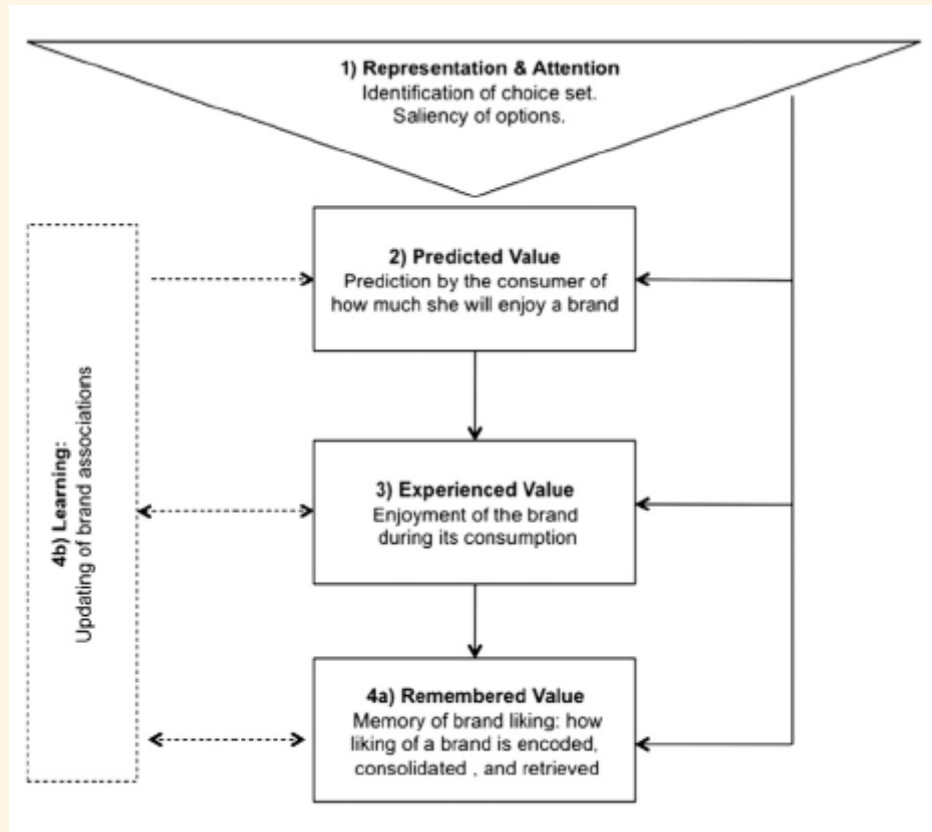 1) Representation & Attention
Identification of choice set.
Saliency of options.
2) Predicted Value
Prediction by the consumer of
how much she will enjoy a brand
3) Experienced Value
Enjoyment of the brand
during its consumption
4a) Remembered Value
Memory of brand liking: how
liking of a brand is encoded,
consolidated , and retrieved
4b) Learning:
Updating of brand associations